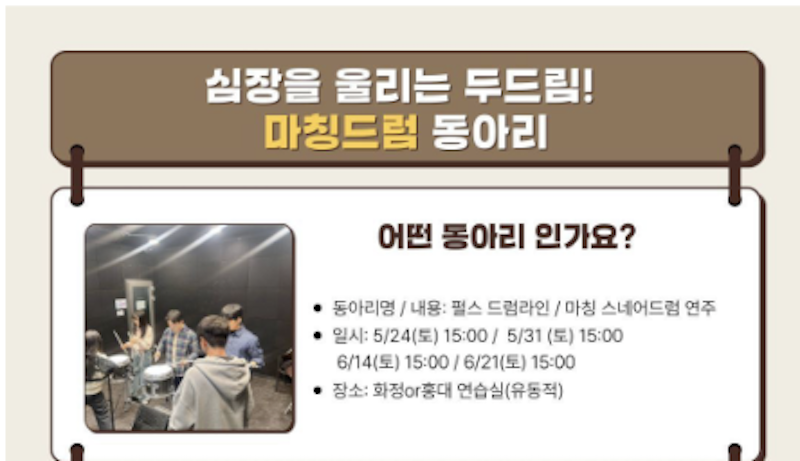 심장을 울리는 두드림!
마칭드럼 동아리
어떤 동아리 인가요?
• 동아리명 / 내용: 펄스 드럼라인 / 마칭 스네어드럼 연주
• 일시: 5/24(토) 15:00 / 5/31 (토) 15:00
6/14(토) 15:00 / 6/21(토) 15:00
• 장소: 화정or홍대 연습실(유동적)